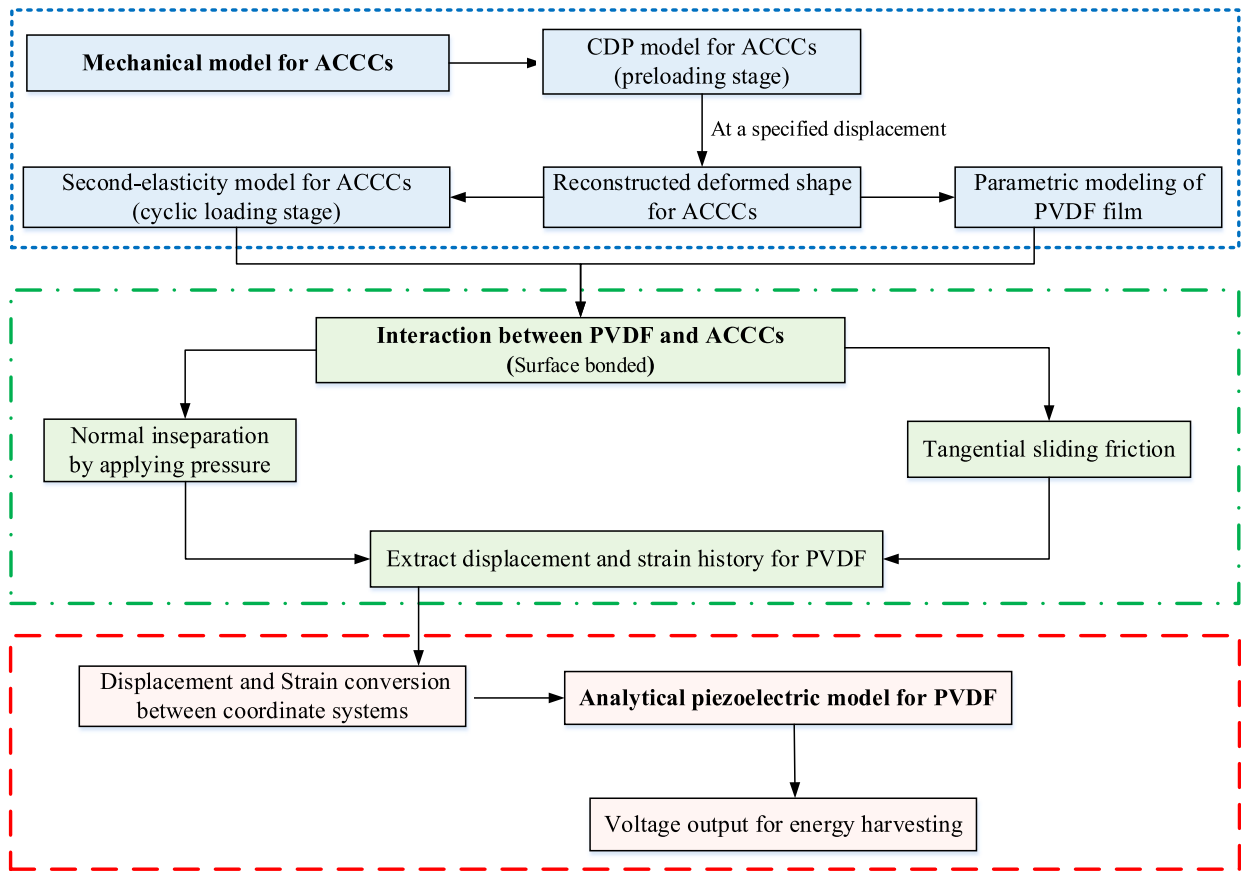 Mechanical model for ACCCs
CDP model for ACCCs
(preloading stage)
At a specified displacement
Second-elasticity model for ACCCs
(cyclic loading stage)
Reconstructed deformed shape
for ACCCs
Parametric modeling of
PVDF film
Interaction between PVDF and ACCCs
(Surface bonded)
Normal inseparation
by applying pressure
Tangential sliding friction
Extract displacement and strain history for PVDF
Displacement and Strain conversion
between coordinate systems
Analytical piezoelectric model for PVDF
Voltage output for energy harvesting